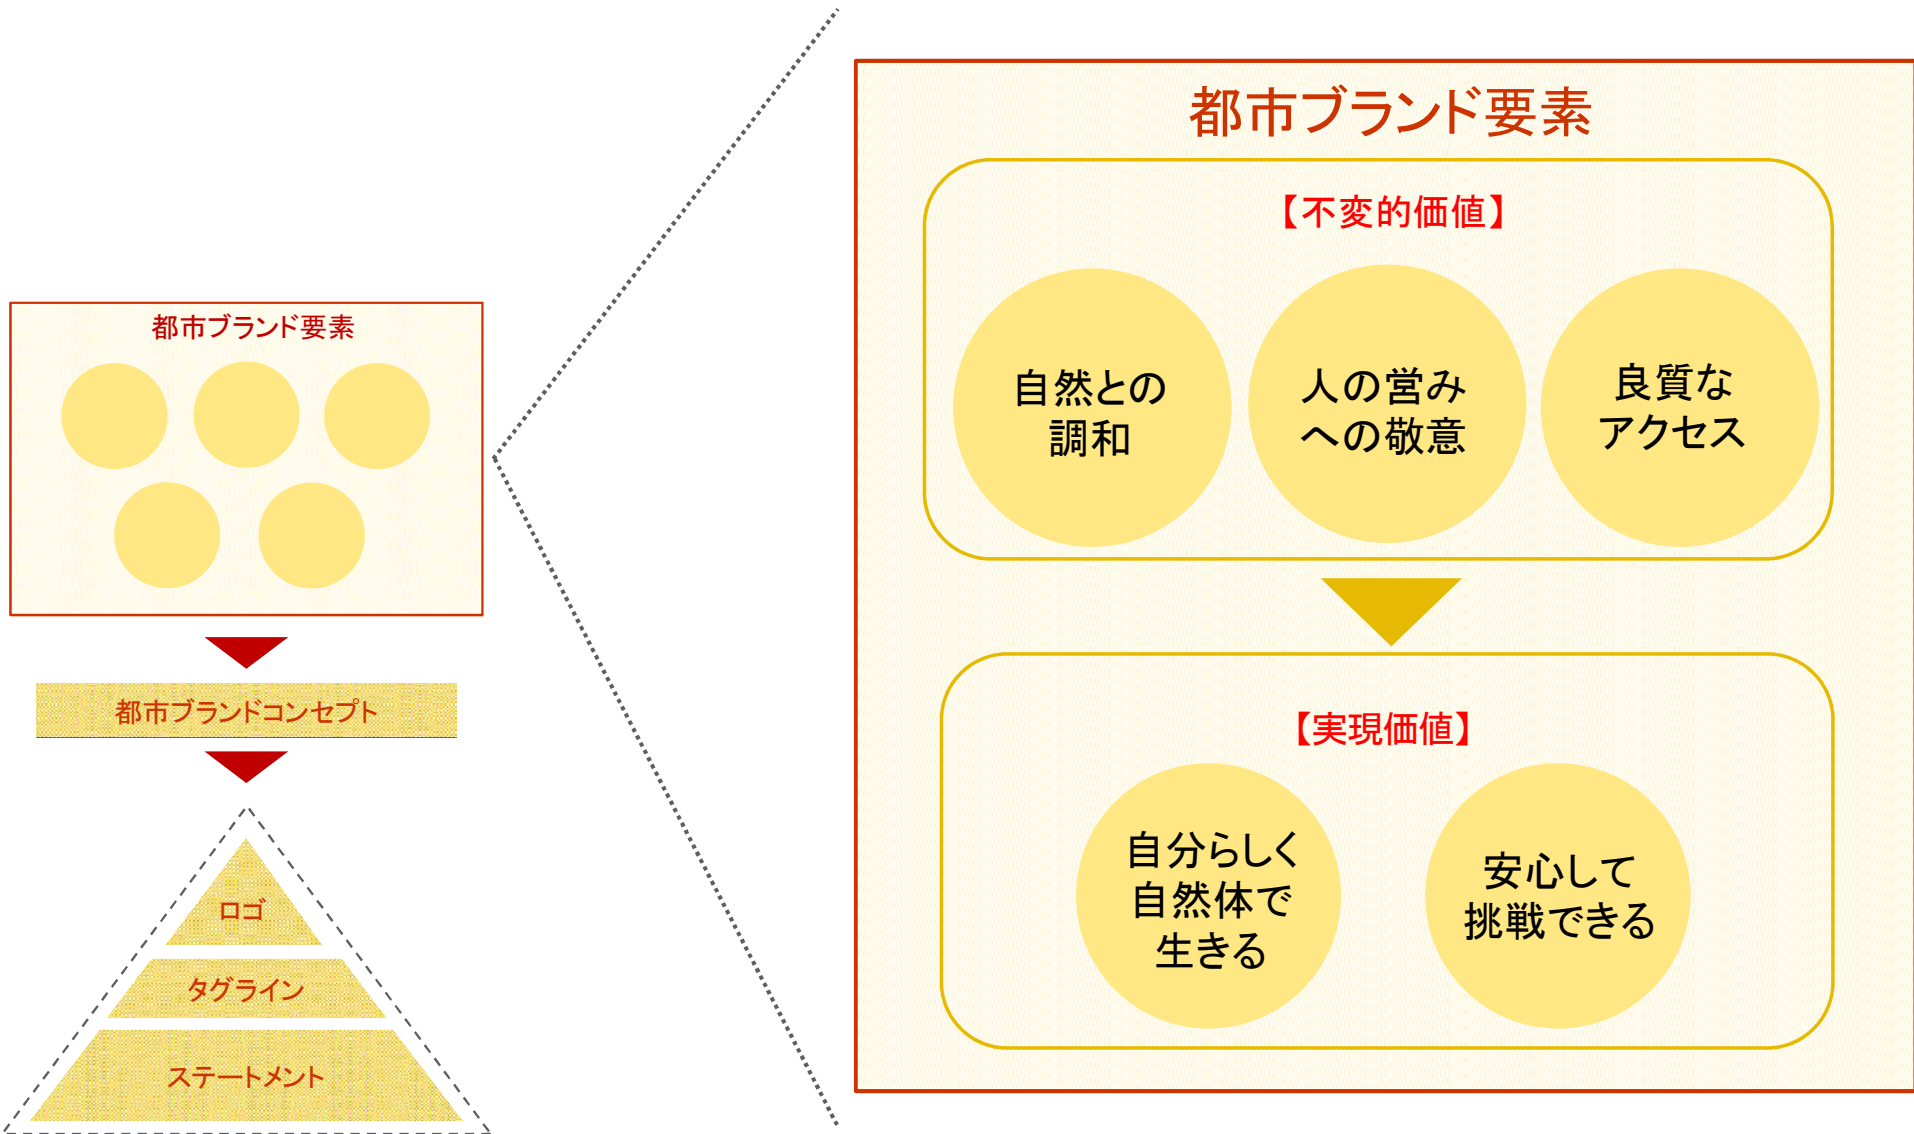 都市ブランド要素
都市ブランドコンセプト
ロゴ
タグライン
ステートメント
都市ブランド要素
【不変的価値】
自然との
調和
人の営み
への敬意
良質な
アクセス
【実現価値】
自分らしく
自然体で
生きる
安心して
挑戦できる